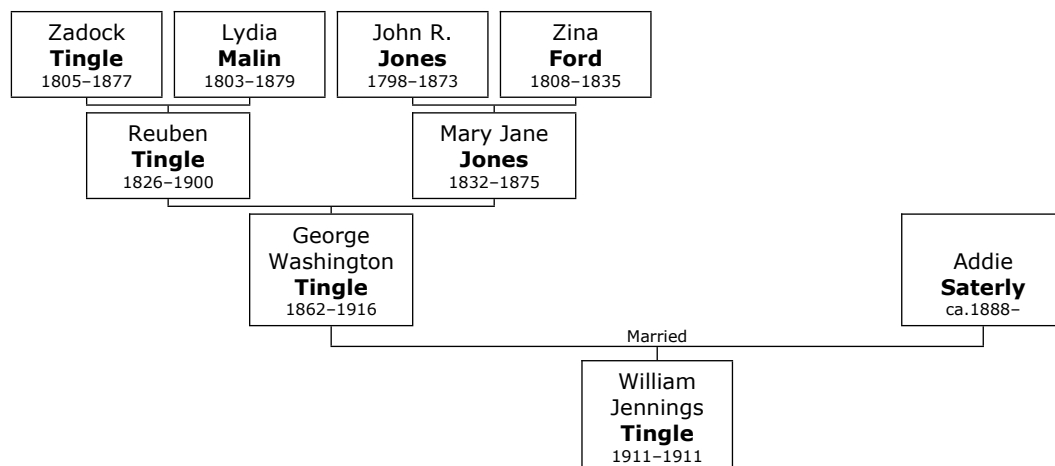 Zadock
Tingle
1805–1877
Lydia
Malin
1803–1879
John R.
Jones
1798–1873
Zina
Ford
1808–1835
Reuben
Tingle
1826–1900
Mary Jane
Jones
1832–1875
George
Washington
Tingle
1862–1916
Addie
Saterly
ca.1888–
Married
William
Jennings
Tingle
1911–1911